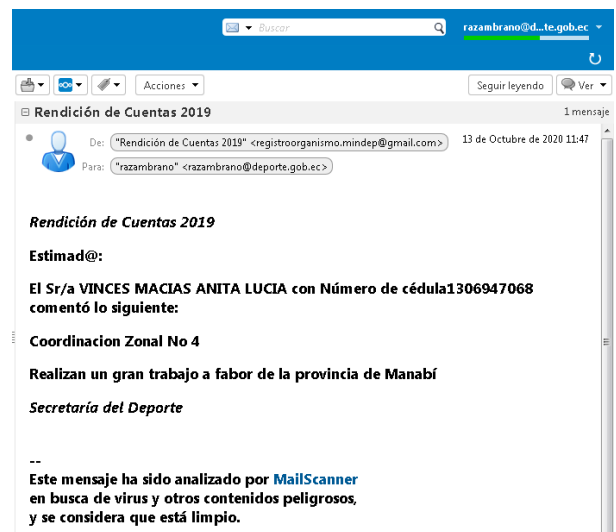 Buscar
razambrano@d...te.gob.ec
Acciones
Seguir leyendo
Ver
Rendición de Cuentas 2019
1 mensaje
De: "Rendición de Cuentas 2019" <registroorganismo.mindep@gmail.com>
13 de Octubre de 2020 11:47
Para: "razambrano" <razambrano@deporte.gob.ec>
Rendición de Cuentas 2019
Estimad@:
El Sr/a VINCES MACIAS ANITA LUCIA con Número de cédula1306947068
comentó lo siguiente:
Coordinacion Zonal No 4
Realizan un gran trabajo a fabor de la provincia de Manabí
Secretaría del Deporte
--
Este mensaje ha sido analizado por MailScanner
en busca de virus y otros contenidos peligrosos,
y se considera que está limpio.